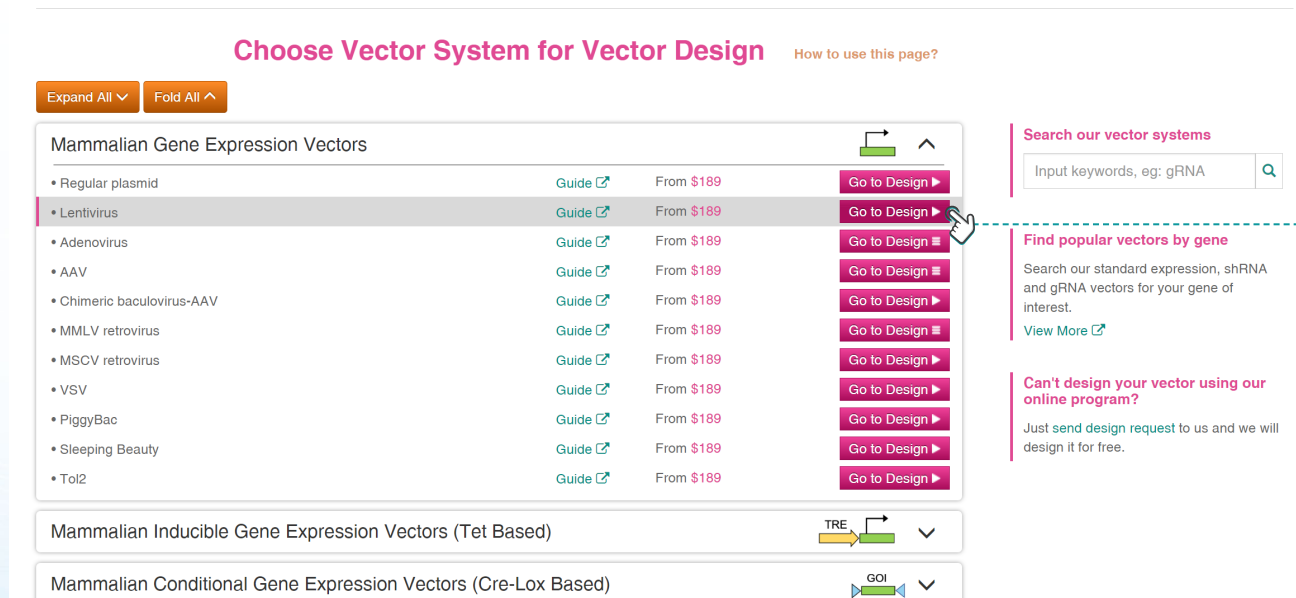 Choose Vector System for Vector Design How to use this page?
Expand All Fold All
Mammalian Gene Expression Vectors
• Regular plasmid Guide From $189 Go to Design
• Lentivirus Guide From $189 Go to Design
• Adenovirus Guide From $189 Go to Design
• AAV Guide From $189 Go to Design
• Chimeric baculovirus-AAV Guide From $189 Go to Design
• MMLV retrovirus Guide From $189 Go to Design
• MSCV retrovirus Guide From $189 Go to Design
• VSV Guide From $189 Go to Design
• PiggyBac Guide From $189 Go to Design
• Sleeping Beauty Guide From $189 Go to Design
• Tol2 Guide From $189 Go to Design
Mammalian Inducible Gene Expression Vectors (Tet Based) TRE
Mammalian Conditional Gene Expression Vectors (Cre-Lox Based) GOI
Search our vector systems
Input keywords, eg: gRNA
Find popular vectors by gene
Search our standard expression, shRNA
and gRNA vectors for your gene of
interest.
View More
Can't design your vector using our
online program?
Just send design request to us and we will
design it for free.